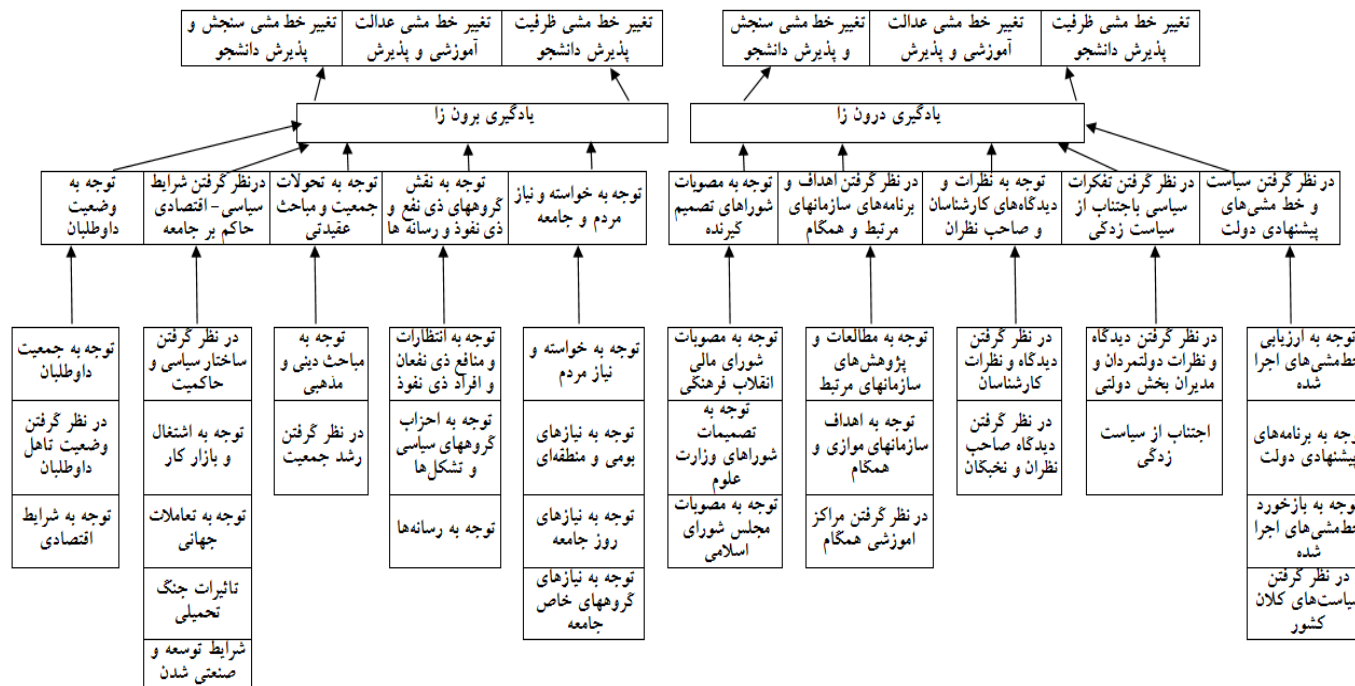 تغییر خط مشی ظرفیت
پذیرش دانشجو
تغییر خط مشی عدالت
آموزشی و پذیرش
تغییر خط مشی سنجش
و پذیرش دانشجو
تغییر خط مشی ظرفیت
پذیرش دانشجو
تغییر خط مشی عدالت
آموزشی و پذیرش
تغییر خط مشی سنجش و
پذیرش دانشجو
یادگیری درون زا
یادگیری برون زا
در نظر گرفتن سیاست
و خط مشی‌های
پیشنهادی دولت
در نظر گرفتن تفکرات
سیاسی بااجتناب از
سیاست زدگی
توجه به نظرات و
دیدگاه‌های کارشناسان
و صاحب نظران
در نظر گرفتن اهداف و
برنامه‌های سازمانهای
مرتبط و همگام
توجه به مصوبات
شوراهای تصمیم
گیرنده
توجه به خواسته و نیاز
مردم و جامعه
توجه به نقش
گروههای ذی نفع و
ذی نفوذ و رسانه ها
توجه به تحولات
جمعیت و مباحث
عقیدتی
درنظر گرفتن شرایط
سیاسی- اقتصادی
حاکم بر جامعه
توجه به
وضعیت
داوطلبان
توجه به ارزیابی
خط‌مشی‌های اجرا
شده
توجه به برنامه‌های
پیشنهادی دولت
توجه به بازخورد
خط‌مشی‌های اجرا
شده
در نظر گرفتن
سیاست‌های کلان
کشور
در نظر گرفتن دیدگاه
و نظرات دولتمردان و
مدیران بخش دولتی
اجتناب از سیاست
زدگی
در نظر گرفتن
دیدگاه و نظرات
کارشناسان
در نظر گرفتن
دیدگاه صاحب
نظران و نخبگان
توجه به مطالعات و
پژوهش‌های
سازمانهای مرتبط
توجه به اهداف
سازمانهای موازی و
همگام
در نظر گرفتن مراکز
اموزشی همگام
توجه به مصوبات
شورای مالی
انقلاب فرهنگی
توجه به
تصمیمات
شوراهای وزارت
علوم
توجه به مصوبات
مجلس شورای
اسلامی
توجه به خواسته و
نیاز مردم
توجه به نیازهای
بومی و منطقه‌ای
توجه به نیازهای
روز جامعه
توجه به نیازهای
گروههای خاص
جامعه
توجه به انتظارات
و منافع ذی نفعان
و افراد ذی نفوذ
توجه به احزاب
گروههای سیاسی
و تشکل‌ها
توجه به رسانه‌ها
توجه به
مباحث دینی و
مذهبی
در نظر گرفتن
رشد جمعیت
در نظر گرفتن
ساختار سیاسی و
حاکمیت
توجه به اشتغال
و بازار کار
توجه به تعاملات
جهانی
تاثیرات جنگ
تحمیلی
شرایط توسعه و
صنعتی شدن
توجه به جمعیت
داوطلبان
در نظر گرفتن
وضعیت تاهل
داوطلبان
توجه به شرایط
اقتصادی